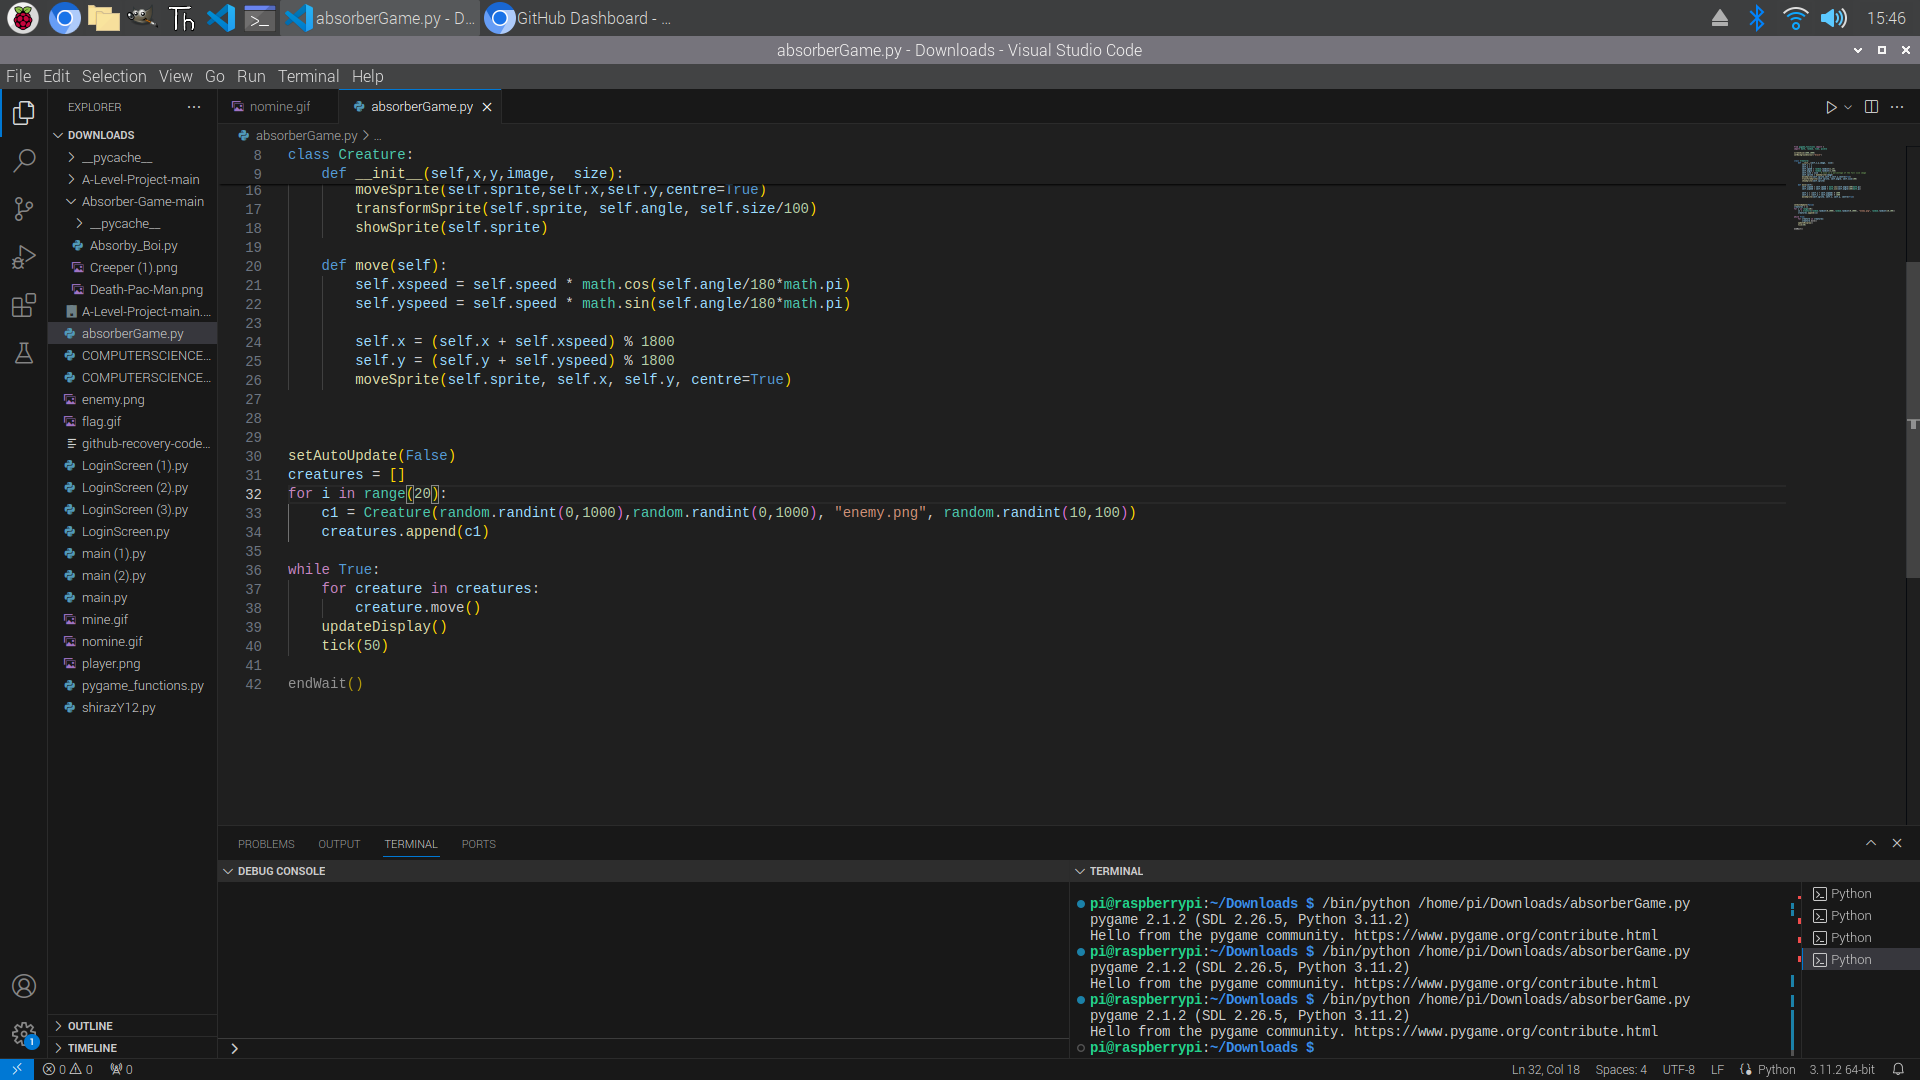 absorberGame.py - D...
GitHub Dashboard - ...
15:46
absorberGame.py - Downloads - Visual Studio Code
File Edit Selection View Go Run Terminal Help
EXPLORER
DOWNLOADS
__pycache__
A-Level-Project-main
Absorber-Game-main
__pycache__
Absorby_Boi.py
Creeper (1).png
Death-Pac-Man.png
A-Level-Project-main....
absorberGame.py
COMPUTERSCIENCE...
COMPUTERSCIENCE...
enemy.png
flag.gif
github-recovery-code...
LoginScreen (1).py
LoginScreen (2).py
LoginScreen (3).py
LoginScreen.py
main (1).py
main (2).py
main.py
mine.gif
nomine.gif
player.png
pygame_functions.py
shirazY12.py
OUTLINE
TIMELINE
nomine.gif
absorberGame.py
absorberGame.py > ...
8 class Creature:
9 def __init__(self,x,y,image,  size):
16 moveSprite(self.sprite,self.x,self.y,centre=True)
17 transformSprite(self.sprite, self.angle, self.size/100)
18 showSprite(self.sprite)
19
20 def move(self):
21 self.xspeed = self.speed * math.cos(self.angle/180*math.pi)
22 self.yspeed = self.speed * math.sin(self.angle/180*math.pi)
23
24 self.x = (self.x + self.xspeed) % 1800
25 self.y = (self.y + self.yspeed) % 1800
26 moveSprite(self.sprite, self.x, self.y, centre=True)
27
28
29
30 setAutoUpdate(False)
31 creatures = []
32 for i in range(20):
33 c1 = Creature(random.randint(0,1000),random.randint(0,1000), "enemy.png", random.randint(10,100))
34 creatures.append(c1)
35
36 while True:
37 for creature in creatures:
38 creature.move()
39 updateDisplay()
40 tick(50)
41
42 endWait()
PROBLEMS OUTPUT TERMINAL PORTS
DEBUG CONSOLE
TERMINAL
pi@raspberrypi:~/Downloads $ /bin/python /home/pi/Downloads/absorberGame.py
pygame 2.1.2 (SDL 2.26.5, Python 3.11.2)
Hello from the pygame community. https://www.pygame.org/contribute.html
pi@raspberrypi:~/Downloads $ /bin/python /home/pi/Downloads/absorberGame.py
pygame 2.1.2 (SDL 2.26.5, Python 3.11.2)
Hello from the pygame community. https://www.pygame.org/contribute.html
pi@raspberrypi:~/Downloads $ /bin/python /home/pi/Downloads/absorberGame.py
pygame 2.1.2 (SDL 2.26.5, Python 3.11.2)
Hello from the pygame community. https://www.pygame.org/contribute.html
pi@raspberrypi:~/Downloads $
Python
Python
Python
Python
1
0 0 0
Ln 32, Col 18 Spaces: 4 UTF-8 LF Python 3.11.2 64-bit